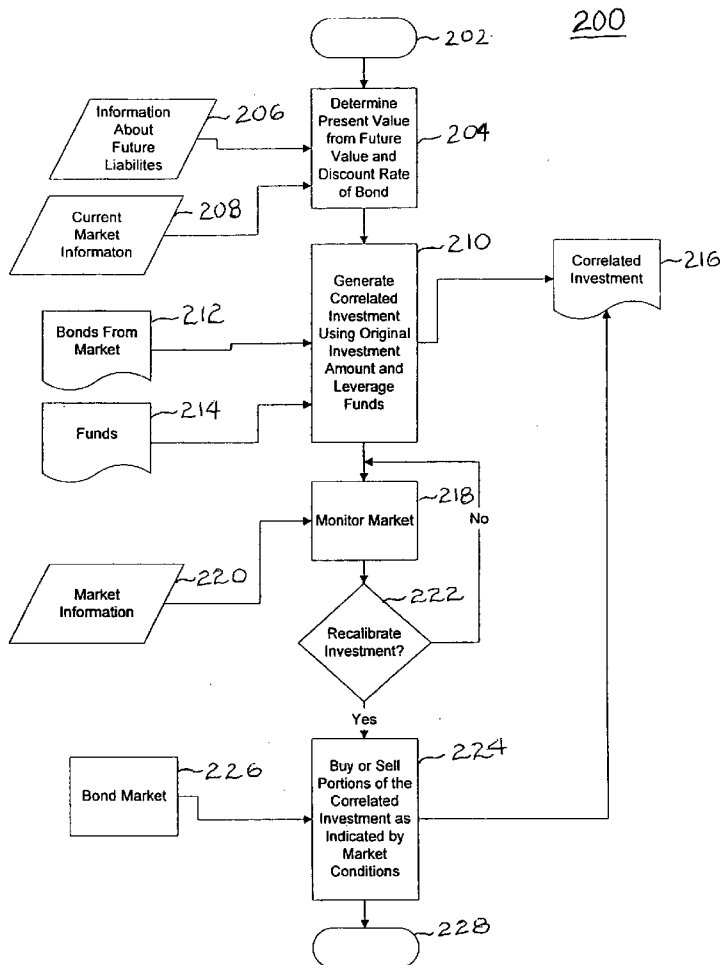 200
202
Determine
Present Value
from Future
Value and
Discount Rate
of Bond
204
Information
About
Future
Liabilites
206
Current
Market
Informaton
208
210
Generate
Correlated
Investment
Using Original
Investment
Amount and
Leverage
Funds
Correlated
Investment
216
Bonds From
Market
212
Funds
214
Monitor Market
218
No
Market
Information
220
Recalibrate
Investment?
222
Yes
Buy or Sell
Portions of the
Correlated
Investment as
Indicated by
Market
Conditions
224
Bond Market
226
228